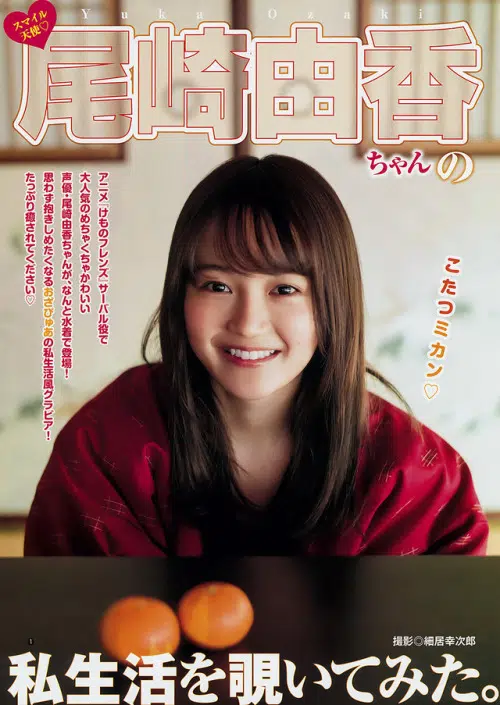 Yuka Ozaki
スマイル
天使♡
尾崎由香
ちゃんの
アニメ「けものフレンズ」サーバル役で
大人気のめちゃくちゃかわいい
声優・尾崎由香ちゃんが、なんと水着で登場！
思わず抱きしめたくなるおざぴゅあの私生活風グラビア！
たっぷり癒されてください♡
こたつミカン♡
1
撮影◎細居幸次郎
私生活を覗いてみた。